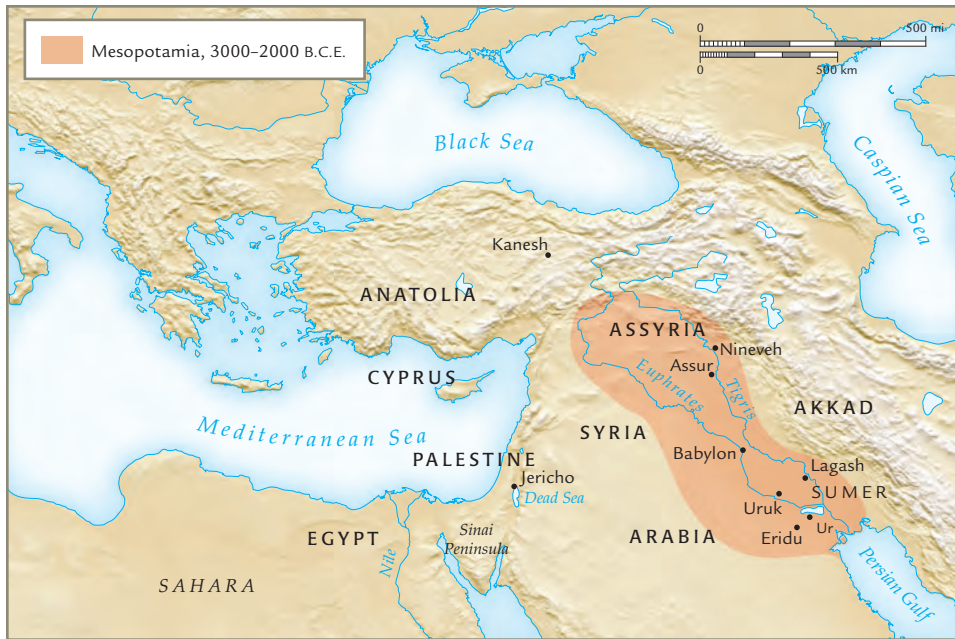 Mesopotamia, 3000–2000 B.C.E.
0 500 mi
0 500 km
Black Sea
Caspian Sea
Kanesh
ANATOLIA
ASSYRIA
Nineveh
Assur
CYPRUS
Euphrates
Tigris
AKKAD
Mediterranean Sea
SYRIA
PALESTINE
Babylon
Lagash
Jericho
SUMER
Dead Sea
Uruk
Ur
EGYPT
Sinai
Peninsula
ARABIA
Eridu
Nile
SAHARA
Persian Gulf